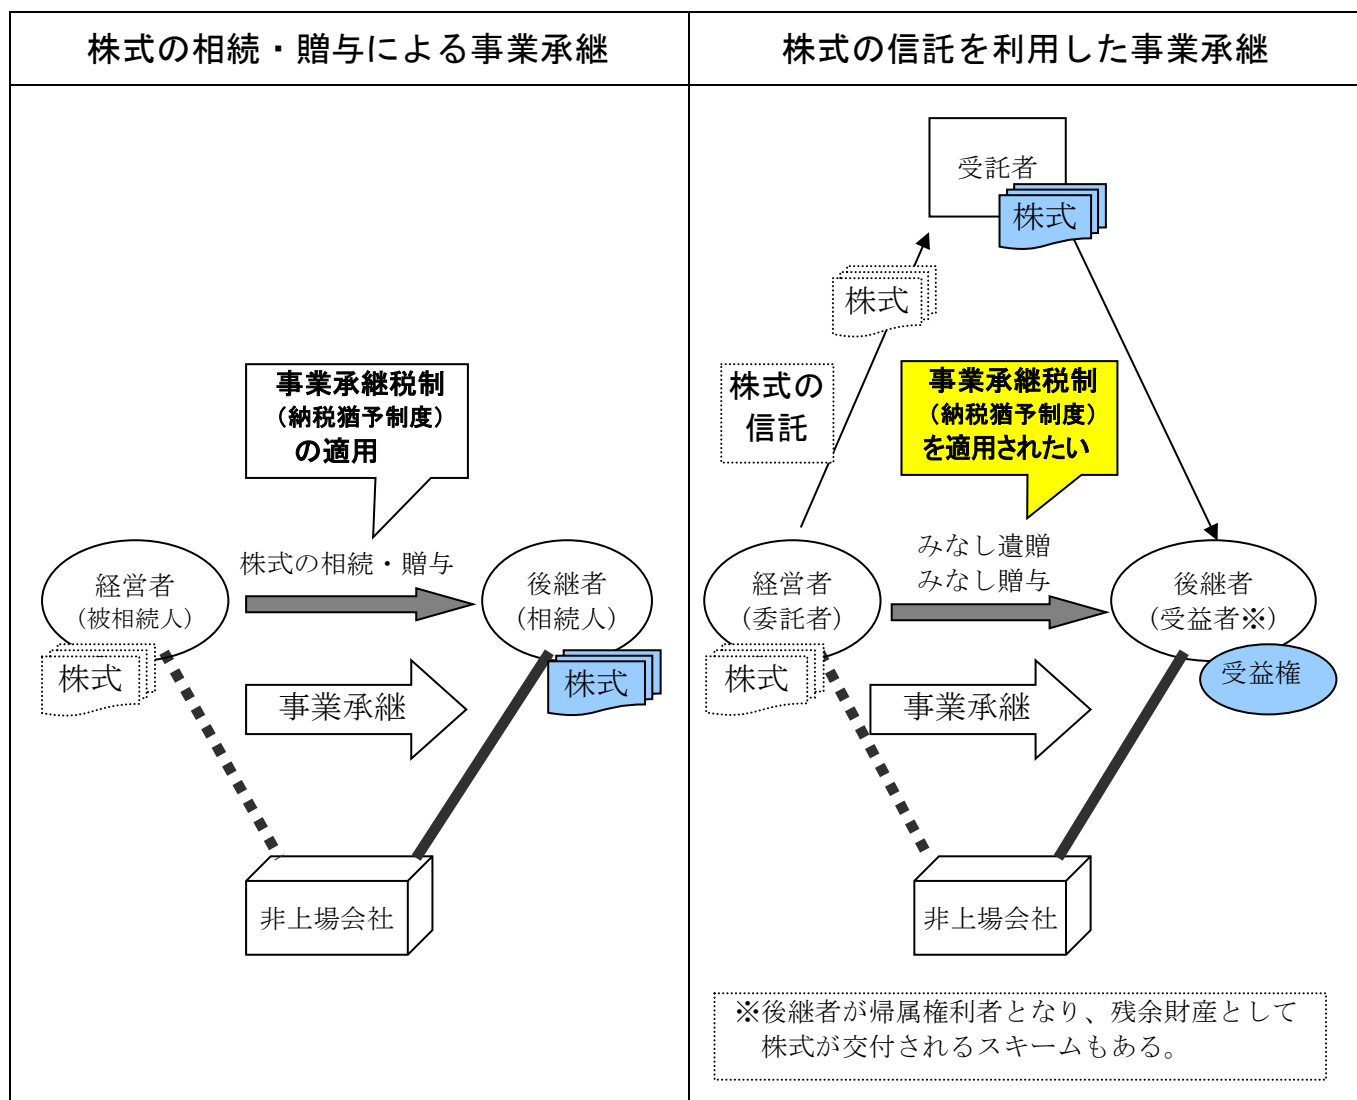 株式の相続・贈与による事業承継
事業承継税制
（納税猶予制度）
の適用
株式の相続・贈与
経営者
（被相続人）
株式
後継者
（相続人）
株式
事業承継
非上場会社
株式の信託を利用した事業承継
受託者
株式
株式
株式の
信託
事業承継税制
（納税猶予制度）
を適用されたい
みなし遺贈
みなし贈与
経営者
（委託者）
株式
後継者
（受益者※）
受益権
事業承継
非上場会社
※後継者が帰属権利者となり、残余財産として
株式が交付されるスキームもある。